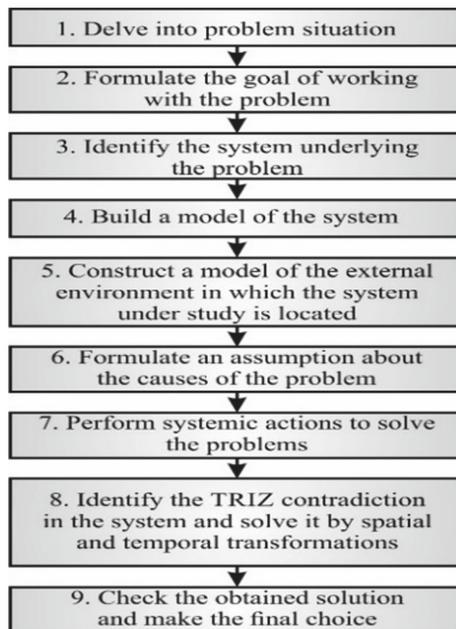 1. Delve into problem situation
2. Formulate the goal of working
with the problem
3. Identify the system underlying
the problem
4. Build a model of the system
5. Construct a model of the external
environment in which the system
under study is located
6. Formulate an assumption about
the causes of the problem
7. Perform systemic actions to solve
the problems
8. Identify the TRIZ contradiction
in the system and solve it by spatial
and temporal transformations
9. Check the obtained solution
and make the final choice